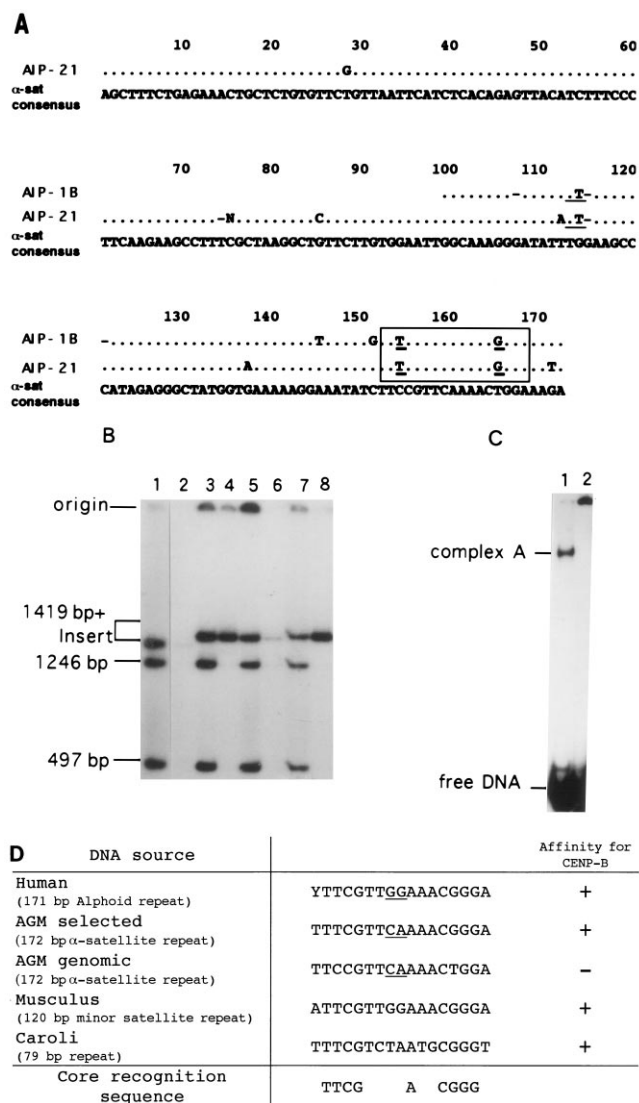 A
10 20 30 40 50 60
AIP-21 ............................G................................
α-sat consensus AGCTTTCTGAGAAACTGCTCTGTGTTCTGTTAATTCATCTCACAGAGTTACATCTTTCCC
70 80 90 100 110 120
AIP-1B ........-......T-....
AIP-21 .............-N.........C..........................A.T-....
α-sat consensus TTCAAGAAGCCTTTCGCTAAGGCTGTTCTTGTGGAATTGGCAAAGGGATATTTGGAAGCC
130 140 150 160 170
AIP-1B -.......................T.....G..T..........G.......
AIP-21 ................A................T..........G.....T.
α-sat consensus CATAGAGGGCTATGGTGAAAAAGGAAATATCTTCCGTTCAAAACTGGAAAGA
B
1 2 3 4 5 6 7 8
origin
1419 bp+
Insert
1246 bp
497 bp
C
1 2
complex A
free DNA
D
DNA source Affinity for CENP-B
Human
(171 bp Alphoid repeat) YTTCGTTGGAAACGGGA +
AGM selected
(172 bp α-satellite repeat) TTTCGTTCAAAACGGGA +
AGM genomic
(172 bp α-satellite repeat) TTCCGTTCAAAACTGGA −
Musculus
(120 bp minor satellite repeat) ATTCGTTGGAAACGGGA +
Caroli
(79 bp repeat) TTTCGTCTAATGCGGGT +
Core recognition sequence TTCG A CGGG